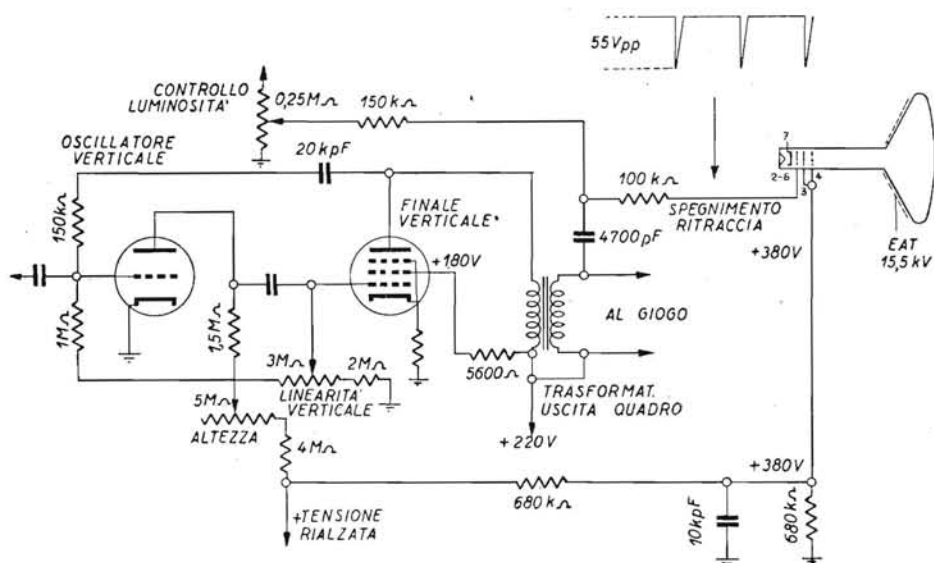 55Vpp
CONTROLLO
LUMINOSITA'
0,25MΩ
150kΩ
OSCILLATORE
VERTICALE
20kpF
7
2-6
3
4
150kΩ
FINALE
VERTICALE'
100kΩ
SPEGNIMENTO
RITRACCIA
+180V
4700pF
+380V
EAT
15,5 kV
1MΩ
1,5MΩ
AL GIOGO
3MΩ
2MΩ
LINEARITA'
VERTICALE
5600Ω
TRASFORMAT.
USCITA QUADRO
5MΩ
ALTEZZA
+220V
4MΩ
+380V
680kΩ
+TENSIONE
RIALZATA
10kpF
680kΩ